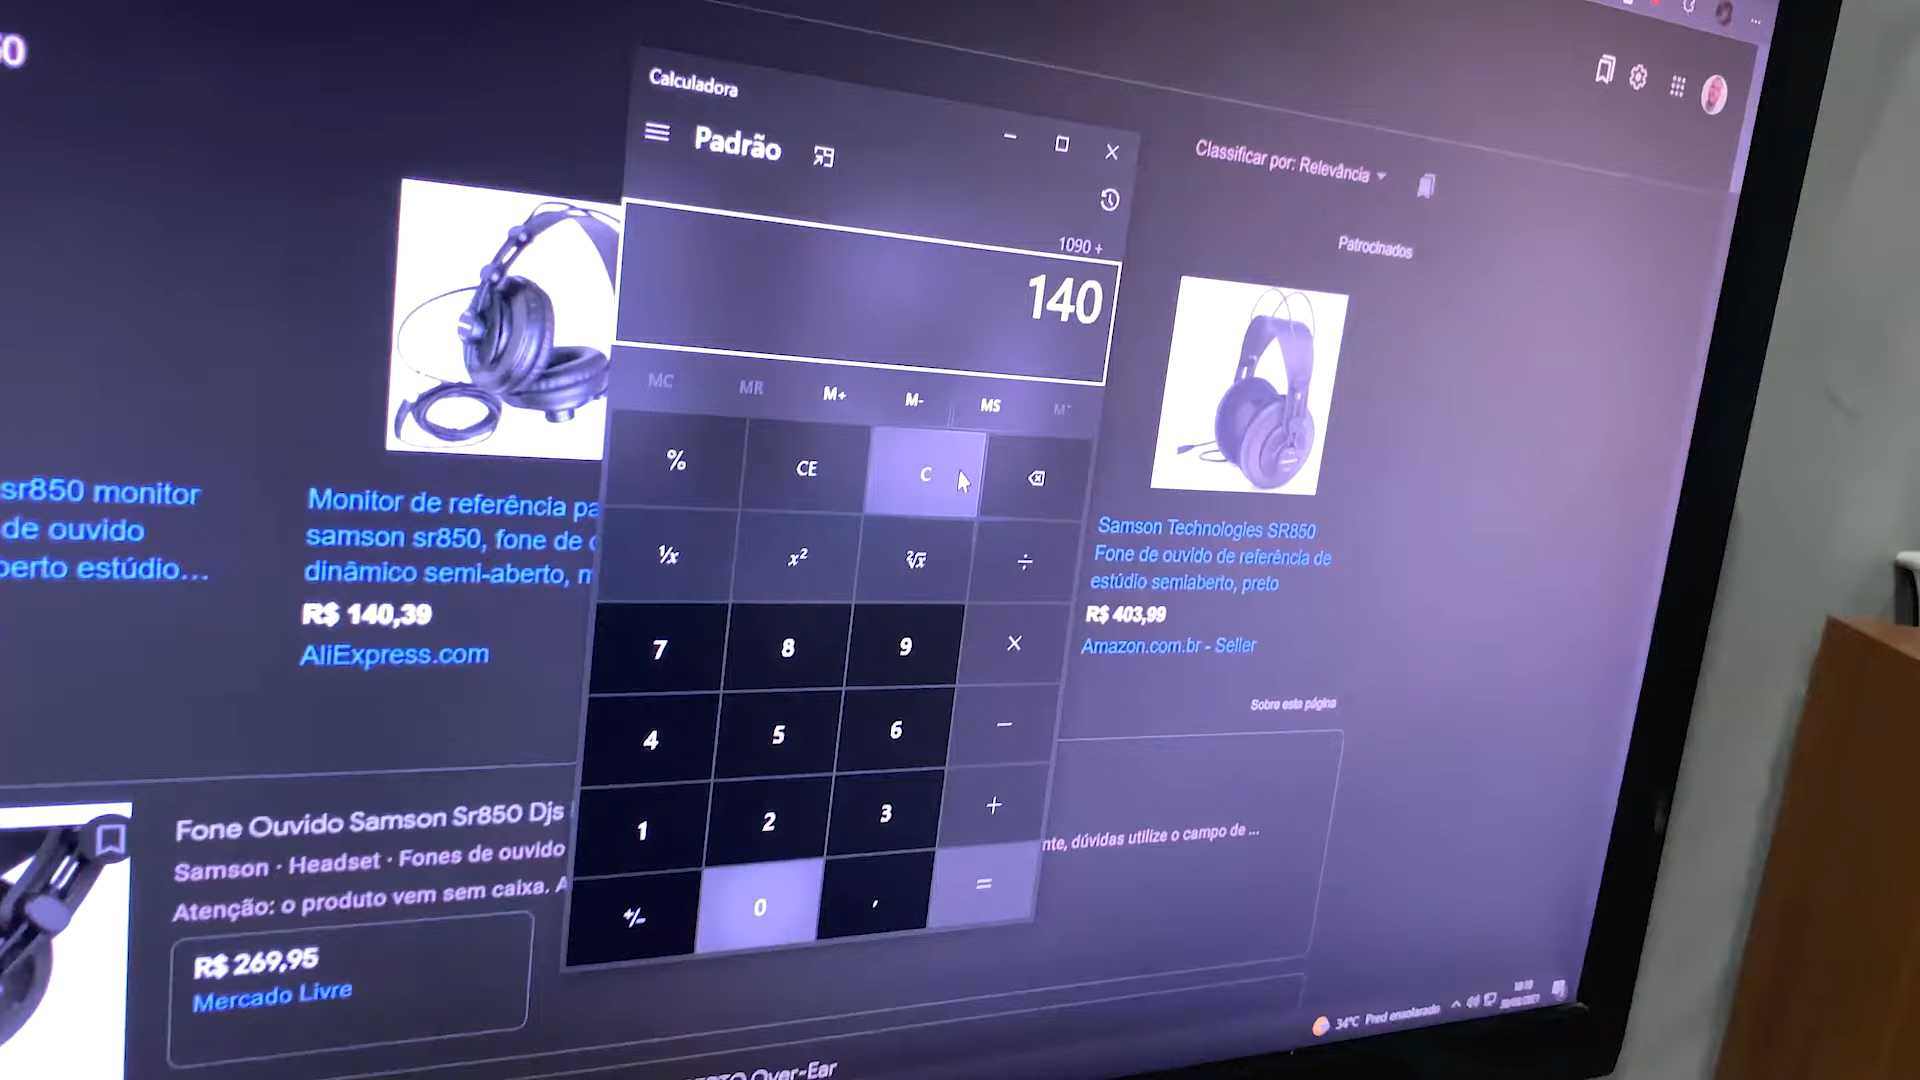 Calculadora
Padrão
1090 +
140
MC MR M+ M- MS
% CE C
¹/x x² ²√x ÷
7 8 9 ×
4 5 6 −
1 2 3 +
+/- 0 , =
Classificar por: Relevância
Patrocinados
sr850 monitor
de ouvido
perto estúdio...
Monitor de referência pa
samson sr850, fone de
dinâmico semi-aberto, m
R$ 140,39
AliExpress.com
Samson Technologies SR850
Fone de ouvido de referência de
estúdio semiaberto, preto
R$ 403,99
Amazon.com.br - Seller
Sobre esta página
Fone Ouvido Samson Sr850 Djs
Samson · Headset · Fones de ouvido
Atenção: o produto vem sem caixa. A
nte, dúvidas utilize o campo de ...
R$ 269,95
Mercado Livre
Over-Ear
34°C Pred ensolarado